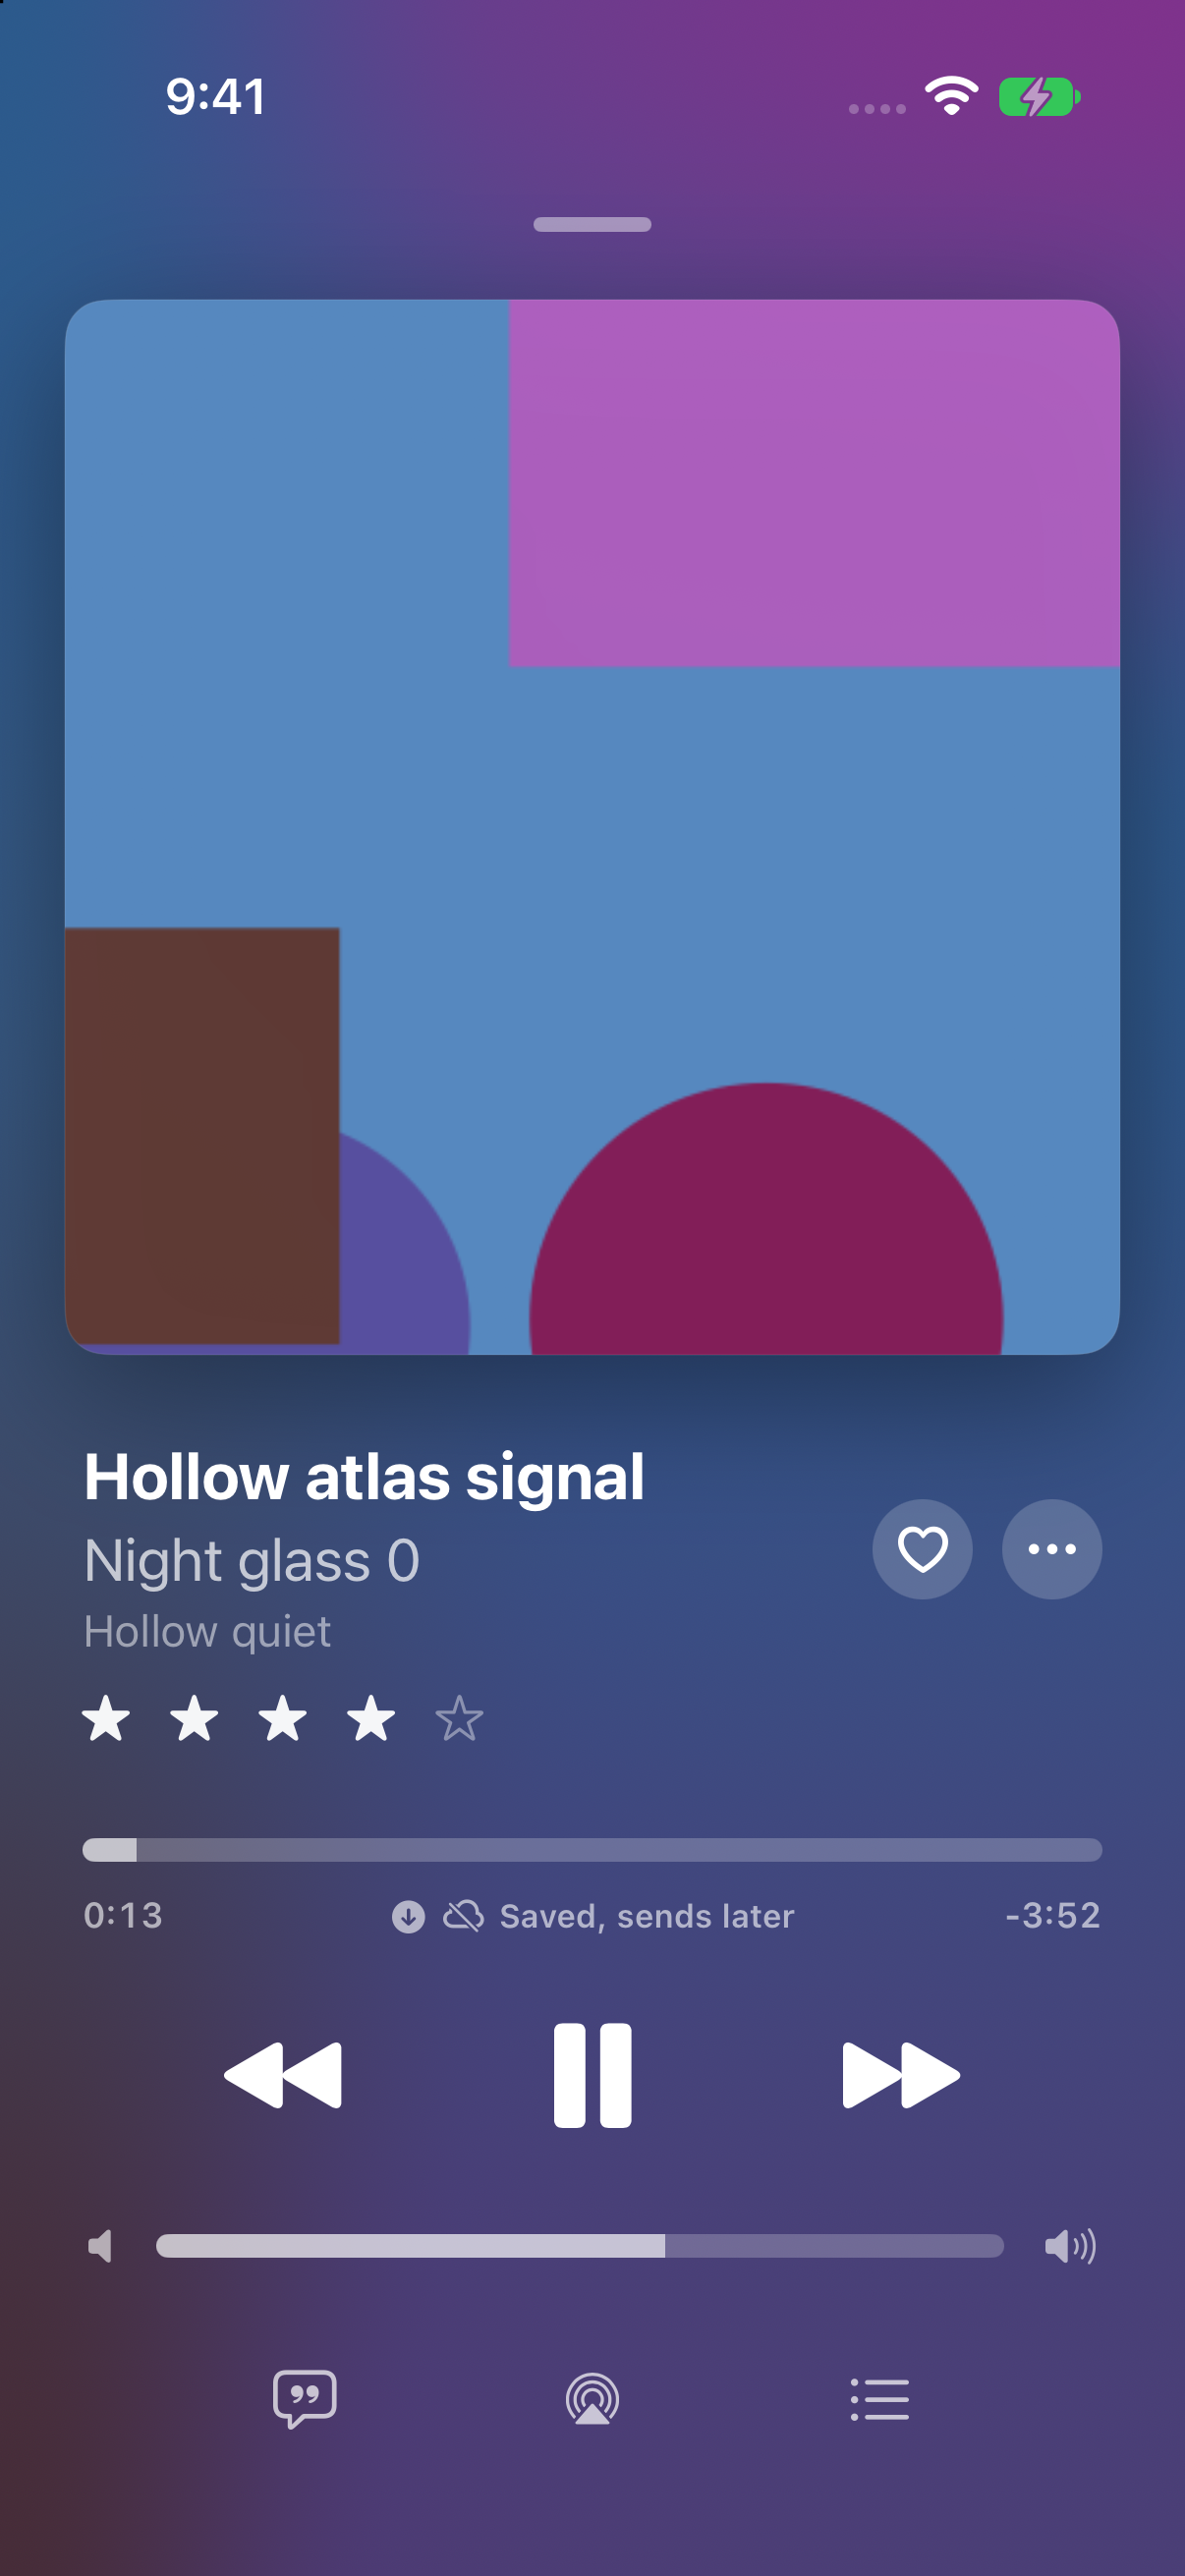 9:41
Hollow atlas signal
Night glass 0
Hollow quiet
0:13
Saved, sends later
-3:52